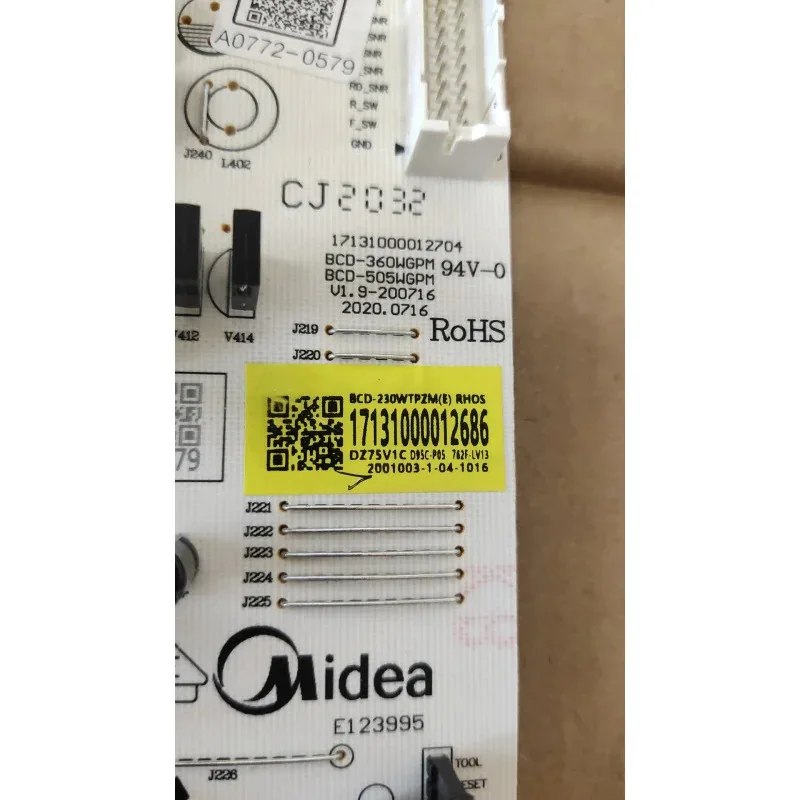 A0772-0579
SNR
SNR
SNR
SNR
RD_SNR
R_SW
F_SW
GND
J240
L402
CJ2032
17131000012704
BCD-360WGPM
BCD-505WGPM
94V-0
V1.9-200716
2020.0716
V412
V414
J219
RoHS
J220
BCD-230WTPZM(E) RHOS
17131000012686
DZ75V1C D95C-P05 762F-LV13
2001003-1-04-1016
79
J221
J222
J223
J224
J225
Midea
E123995
J226
TOOL